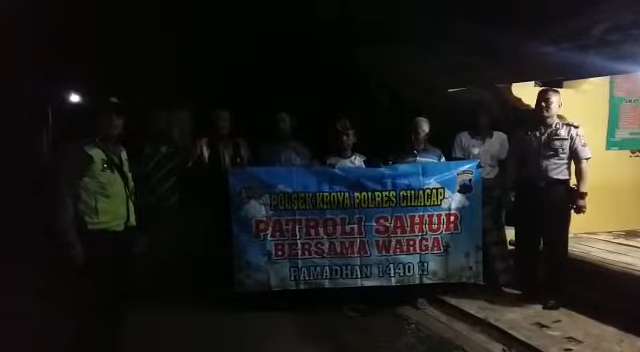 POLSEK KROYA POLRES CILACAP
PATROLI SAHUR
BERSAMA WARGA
RAMADHAN 1440 H